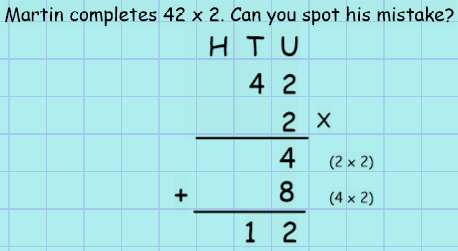 Martin completes 42 x 2. Can you spot his mistake?
H T U
4 2
2 x
4 (2 x 2)
+ 8 (4 x 2)
1 2